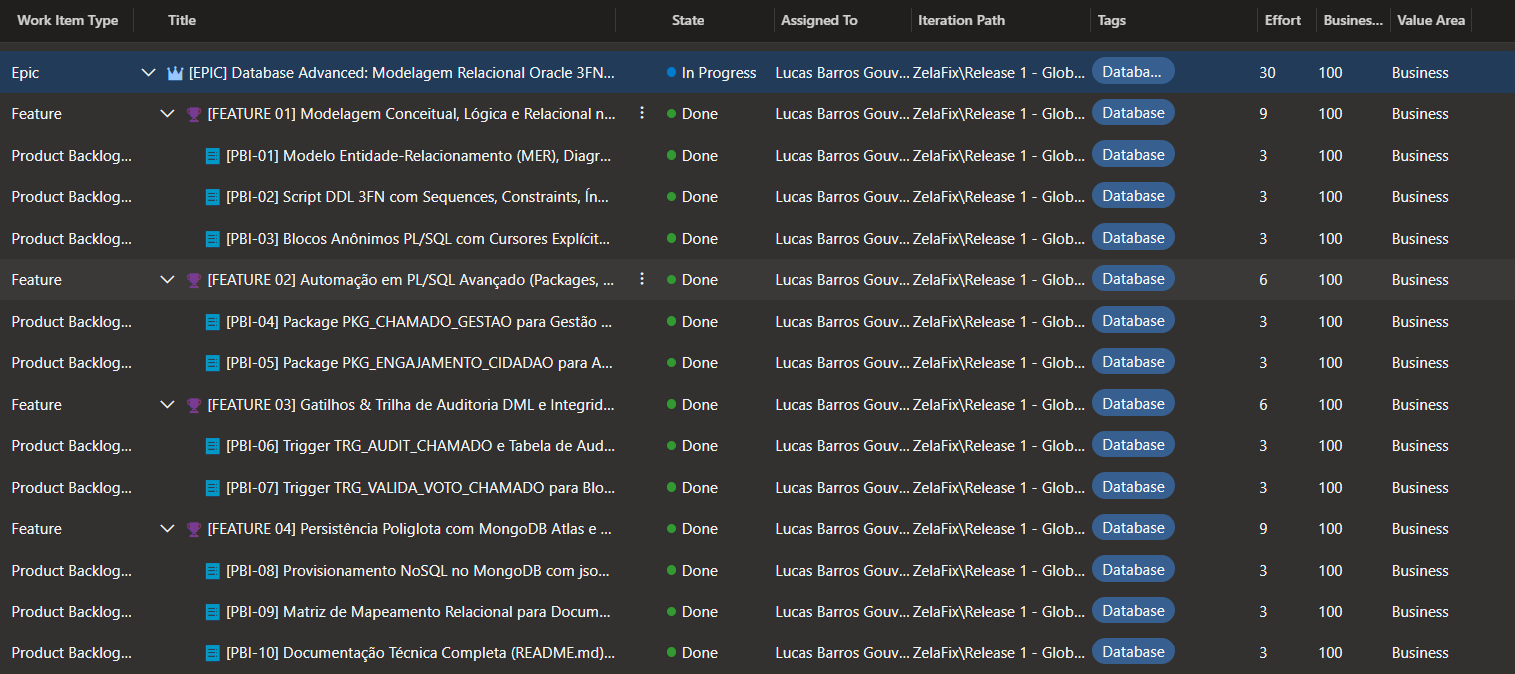 Work Item Type Title State Assigned To Iteration Path Tags Effort Busines... Value Area
Epic [EPIC] Database Advanced: Modelagem Relacional Oracle 3FN... In Progress Lucas Barros Gouv... ZelaFix\Release 1 - Glob... Databa... 30 100 Business
Feature [FEATURE 01] Modelagem Conceitual, Lógica e Relacional n... Done Lucas Barros Gouv... ZelaFix\Release 1 - Glob... Database 9 100 Business
Product Backlog... [PBI-01] Modelo Entidade-Relacionamento (MER), Diagr... Done Lucas Barros Gouv... ZelaFix\Release 1 - Glob... Database 3 100 Business
Product Backlog... [PBI-02] Script DDL 3FN com Sequences, Constraints, Ín... Done Lucas Barros Gouv... ZelaFix\Release 1 - Glob... Database 3 100 Business
Product Backlog... [PBI-03] Blocos Anônimos PL/SQL com Cursores Explícit... Done Lucas Barros Gouv... ZelaFix\Release 1 - Glob... Database 3 100 Business
Feature [FEATURE 02] Automação em PL/SQL Avançado (Packages, ... Done Lucas Barros Gouv... ZelaFix\Release 1 - Glob... Database 6 100 Business
Product Backlog... [PBI-04] Package PKG_CHAMADO_GESTAO para Gestão ... Done Lucas Barros Gouv... ZelaFix\Release 1 - Glob... Database 3 100 Business
Product Backlog... [PBI-05] Package PKG_ENGAJAMENTO_CIDADAO para A... Done Lucas Barros Gouv... ZelaFix\Release 1 - Glob... Database 3 100 Business
Feature [FEATURE 03] Gatilhos & Trilha de Auditoria DML e Integrid... Done Lucas Barros Gouv... ZelaFix\Release 1 - Glob... Database 6 100 Business
Product Backlog... [PBI-06] Trigger TRG_AUDIT_CHAMADO e Tabela de Aud... Done Lucas Barros Gouv... ZelaFix\Release 1 - Glob... Database 3 100 Business
Product Backlog... [PBI-07] Trigger TRG_VALIDA_VOTO_CHAMADO para Blo... Done Lucas Barros Gouv... ZelaFix\Release 1 - Glob... Database 3 100 Business
Feature [FEATURE 04] Persistência Poliglota com MongoDB Atlas e ... Done Lucas Barros Gouv... ZelaFix\Release 1 - Glob... Database 9 100 Business
Product Backlog... [PBI-08] Provisionamento NoSQL no MongoDB com jso... Done Lucas Barros Gouv... ZelaFix\Release 1 - Glob... Database 3 100 Business
Product Backlog... [PBI-09] Matriz de Mapeamento Relacional para Docum... Done Lucas Barros Gouv... ZelaFix\Release 1 - Glob... Database 3 100 Business
Product Backlog... [PBI-10] Documentação Técnica Completa (README.md)... Done Lucas Barros Gouv... ZelaFix\Release 1 - Glob... Database 3 100 Business